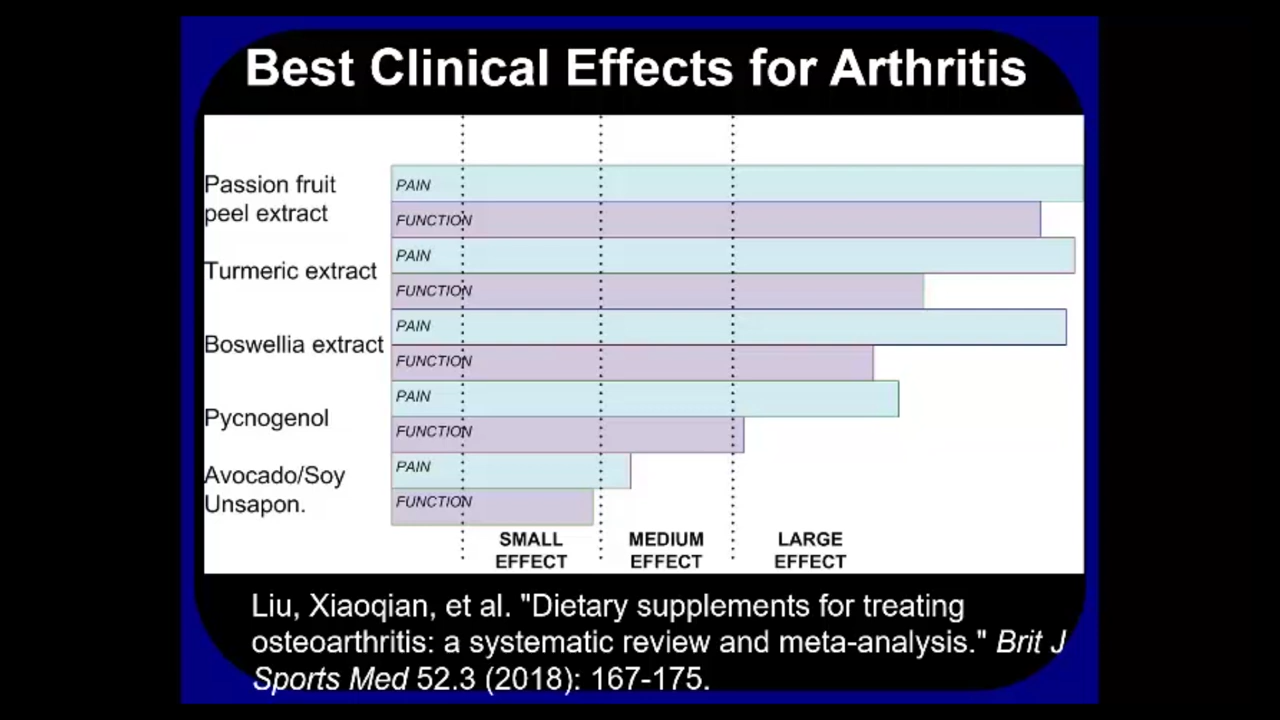 Best Clinical Effects for Arthritis
Passion fruit
peel extract
PAIN
FUNCTION
Turmeric extract
PAIN
FUNCTION
Boswellia extract
PAIN
FUNCTION
Pycnogenol
PAIN
FUNCTION
Avocado/Soy
Unsapon.
PAIN
FUNCTION
SMALL
EFFECT
MEDIUM
EFFECT
LARGE
EFFECT
Liu, Xiaoqian, et al. "Dietary supplements for treating
osteoarthritis: a systematic review and meta-analysis." Brit J
Sports Med 52.3 (2018): 167-175.